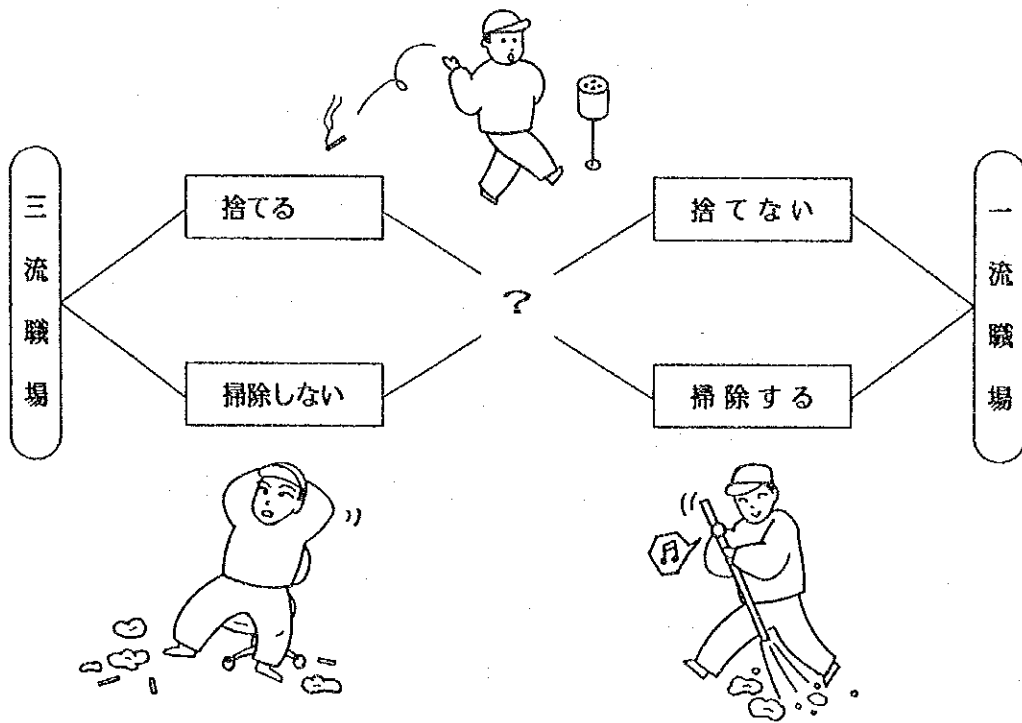 三流職場
捨てる
捨てない
一流職場
?
掃除しない
掃除する